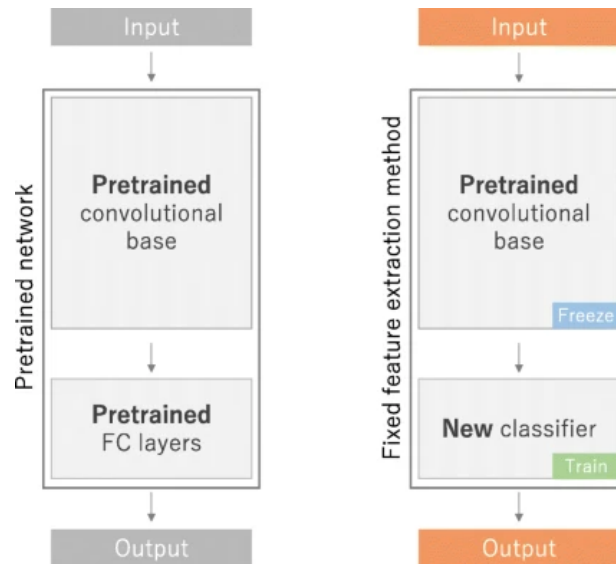 Input
Pretrained network
Pretrained
convolutional
base
Pretrained
FC layers
Output
Input
Fixed feature extraction method
Pretrained
convolutional
base
Freeze
New classifier
Train
Output